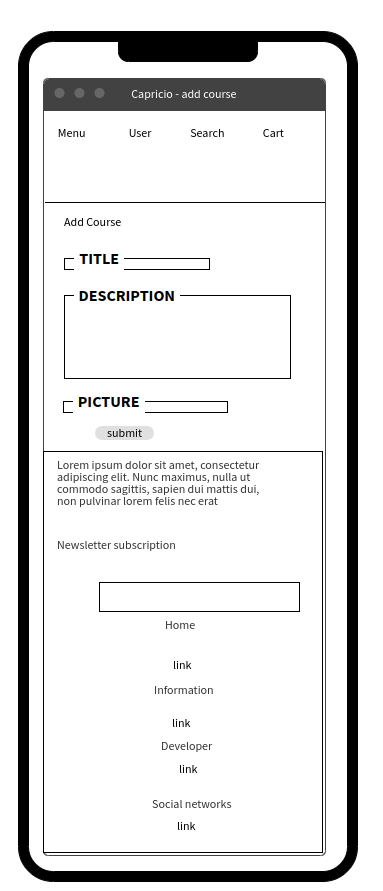 Capricio - add course
Menu User Search Cart
Add Course
TITLE
DESCRIPTION
PICTURE
submit
Lorem ipsum dolor sit amet, consectetur
adipiscing elit. Nunc maximus, nulla ut
commodo sagittis, sapien dui mattis dui,
non pulvinar lorem felis nec erat
Newsletter subscription
Home
link
Information
link
Developer
link
Social networks
link